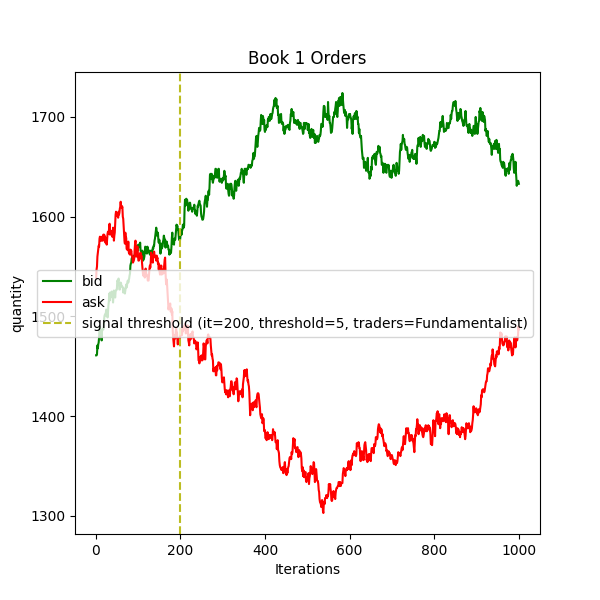 Book 1 Orders
quantity
1700
1600
1500
1400
1300
bid
ask
signal threshold (it=200, threshold=5, traders=Fundamentalist)
0 200 400 600 800 1000
Iterations